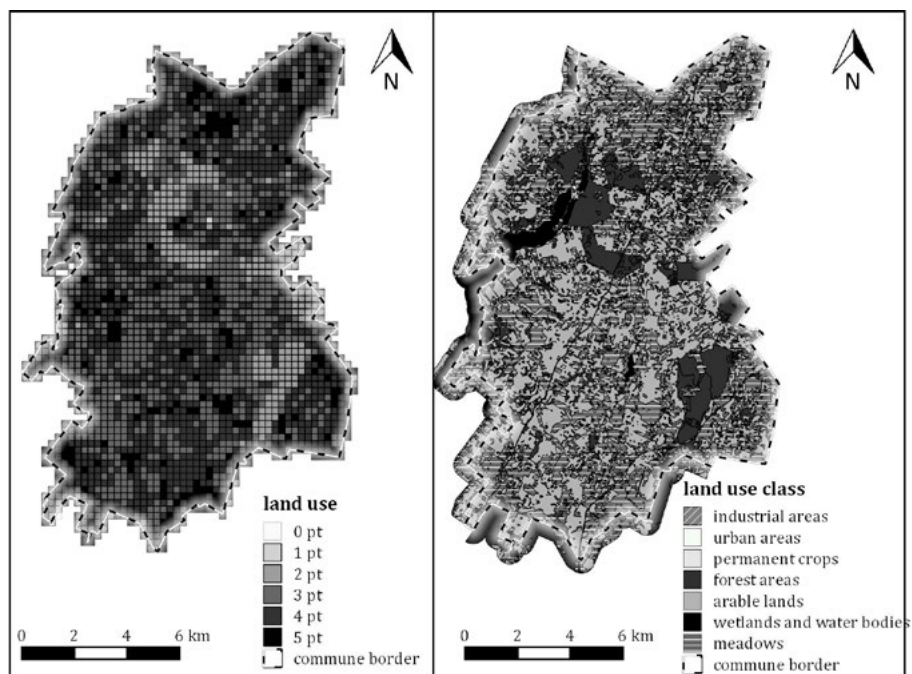 N
land use
0 pt
1 pt
2 pt
3 pt
4 pt
5 pt
commune border
0 2 4 6 km
N
land use class
industrial areas
urban areas
permanent crops
forest areas
arable lands
wetlands and water bodies
meadows
commune border
0 2 4 6 km